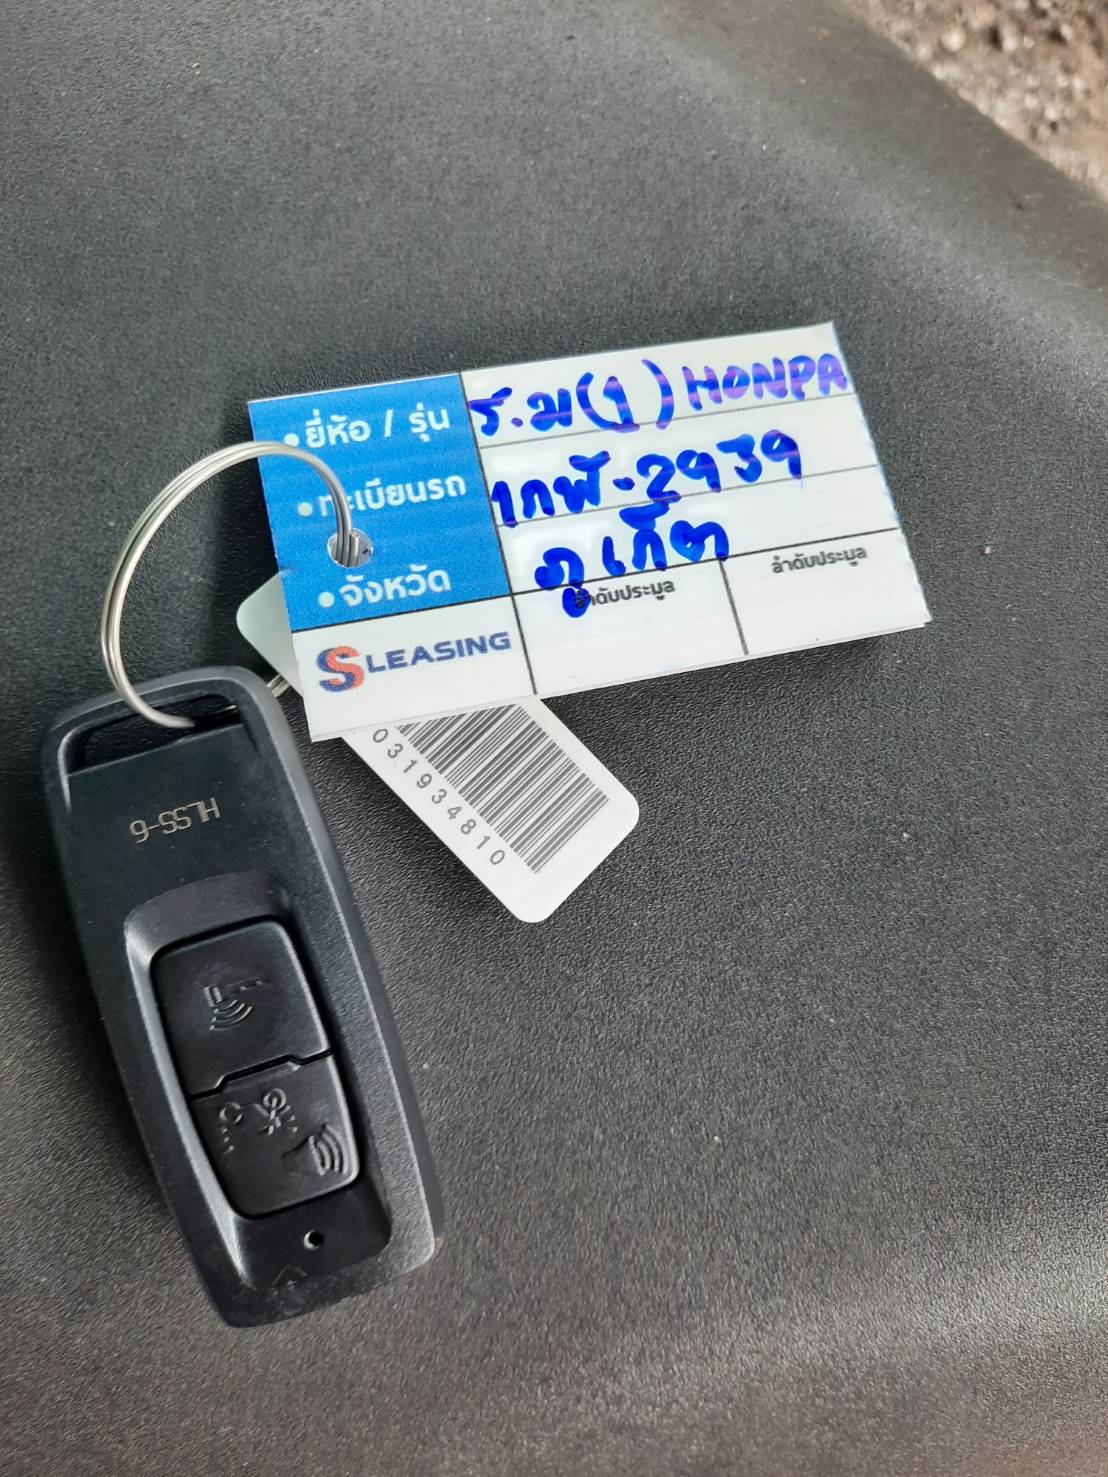 • ยี่ห้อ / รุ่น ร.ม(1) HONDA
• ทะเบียนรถ 1กฬ-2939
• จังหวัด ภูเก็ต
SLEASING ลำดับประมูล ลำดับประมูล
031934810
HLSS-6